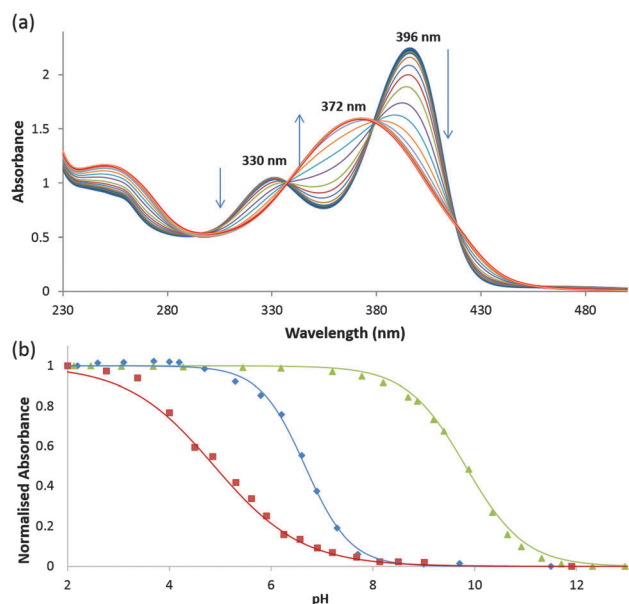 (a)
396 nm
372 nm
330 nm
Absorbance
2
1.5
1
0.5
0
230 280 330 380 430 480
Wavelength (nm)
(b)
Normalised Absorbance
1
0.8
0.6
0.4
0.2
0
2 4 6 8 10 12
pH